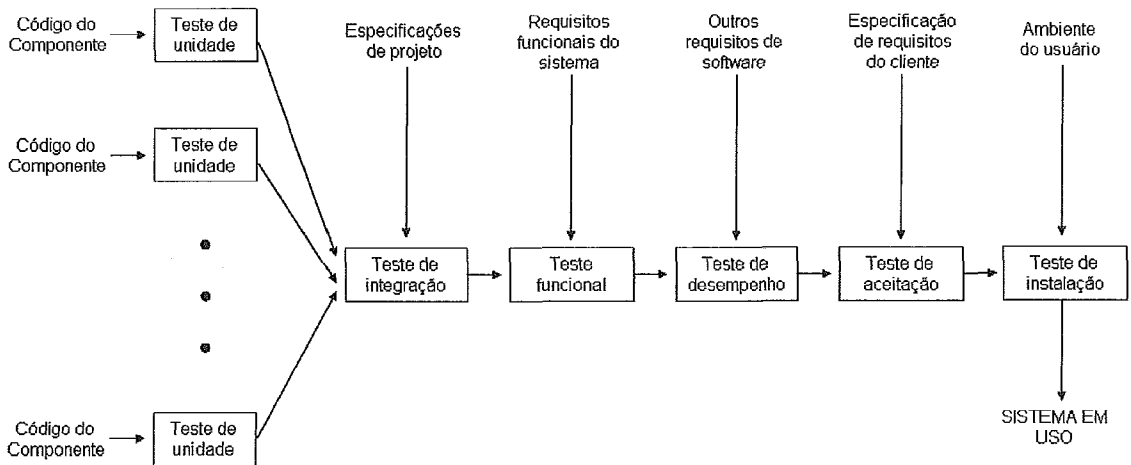 Código do
Componente
Teste de
unidade
Especificações
de projeto
Requisitos
funcionais do
sistema
Outros
requisitos de
software
Especificação
de requisitos
do cliente
Ambiente
do usuário
Código do
Componente
Teste de
unidade
Teste de
integração
Teste
funcional
Teste de
desempenho
Teste de
aceitação
Teste de
instalação
Código do
Componente
Teste de
unidade
SISTEMA EM
USO